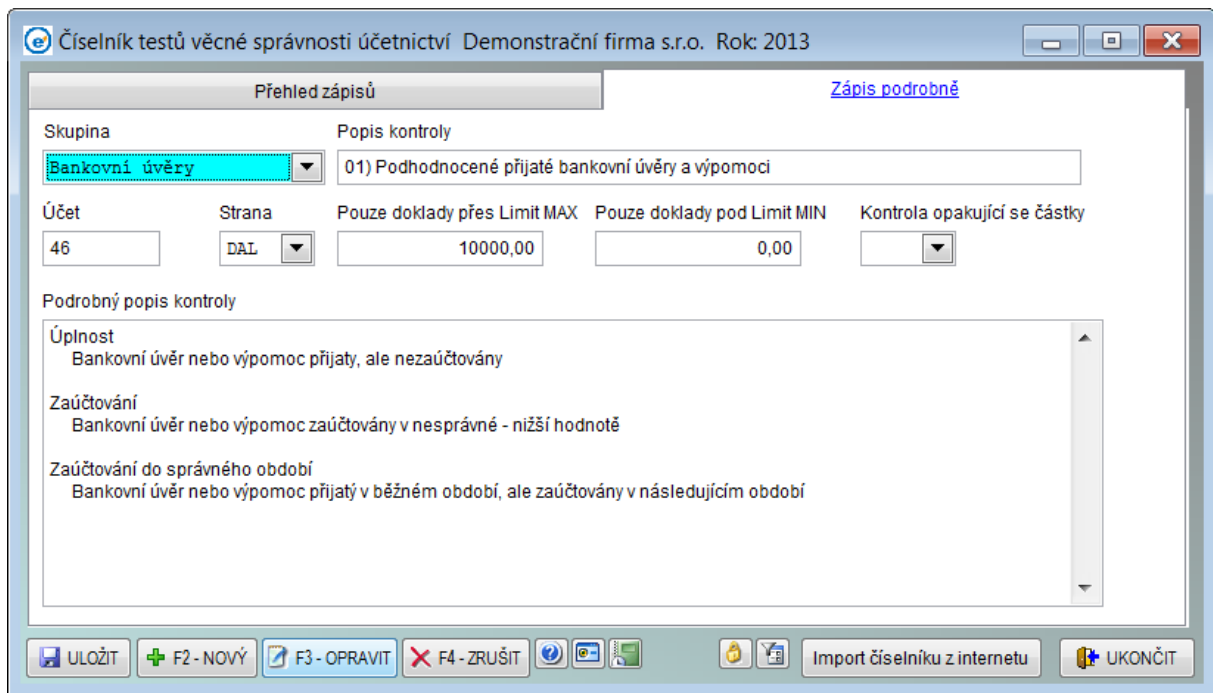 Číselník testů věcné správnosti účetnictví Demonstrační firma s.r.o. Rok: 2013
Přehled zápisů
Zápis podrobně
Skupina
Popis kontroly
Bankovní úvěry
01) Podhodnocené přijaté bankovní úvěry a výpomoci
Účet
Strana
Pouze doklady přes Limit MAX
Pouze doklady pod Limit MIN
Kontrola opakující se částky
46
DAL
10000,00
0,00
Podrobný popis kontroly
Úplnost
Bankovní úvěr nebo výpomoc přijaty, ale nezaúčtovány
Zaúčtování
Bankovní úvěr nebo výpomoc zaúčtovány v nesprávné - nižší hodnotě
Zaúčtování do správného období
Bankovní úvěr nebo výpomoc přijatý v běžném období, ale zaúčtovány v následujícím období
ULOŽIT
F2 - NOVÝ
F3 - OPRAVIT
F4 - ZRUŠIT
Import číselníku z internetu
UKONČIT